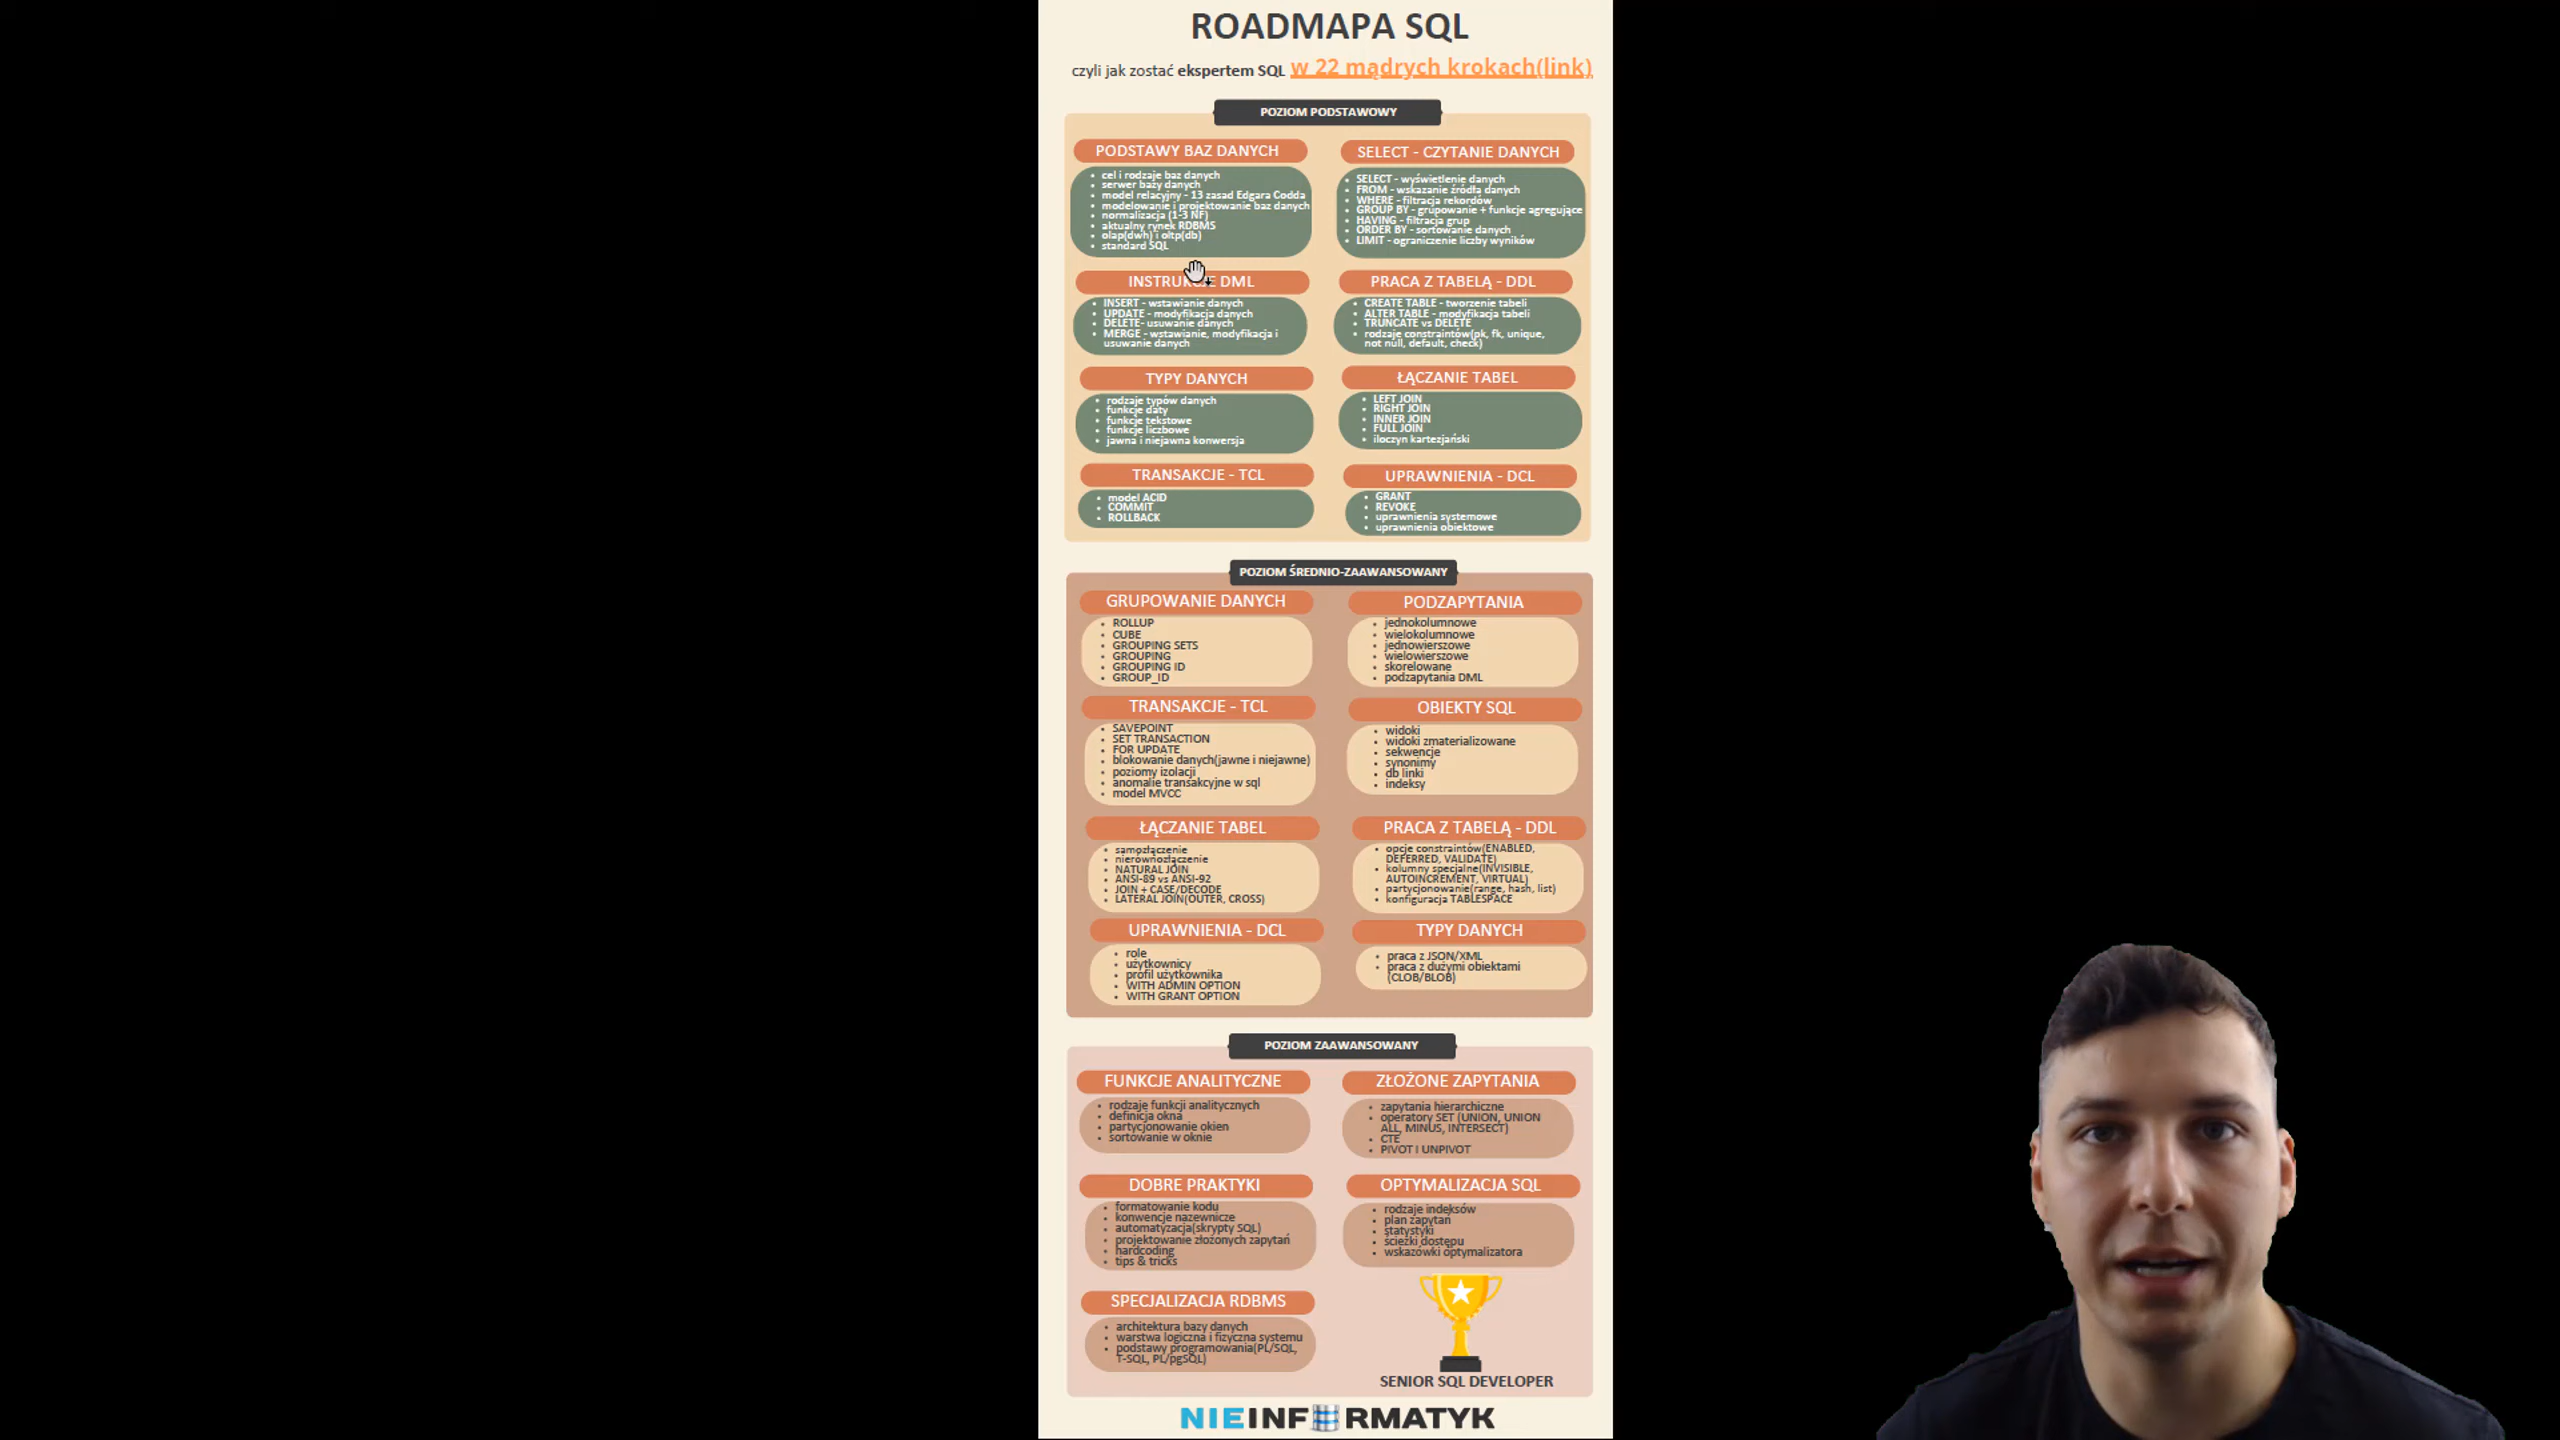 ROADMAPA SQL
czyli jak zostać ekspertem SQL w 22 mądrych krokach(link)
POZIOM PODSTAWOWY
PODSTAWY BAZ DANYCH
cel i rodzaje baz danych
serwer bazy danych
model relacyjny - 13 zasad Edgara Codda
modelowanie i projektowanie baz danych
normalizacja (1-3 NF)
aktualny rynek RDBMS
olap(dwh) i oltp(db)
standard SQL
SELECT - CZYTANIE DANYCH
SELECT - wyświetlenie danych
FROM - wskazanie źródła danych
WHERE - filtracja rekordów
GROUP BY - grupowanie + funkcje agregujące
HAVING - filtracja grup
ORDER BY - sortowanie danych
LIMIT - ograniczenie liczby wyników
INSTRUKCJE DML
INSERT - wstawianie danych
UPDATE - modyfikacja danych
DELETE- usuwanie danych
MERGE - wstawianie, modyfikacja i
usuwanie danych
PRACA Z TABELĄ - DDL
CREATE TABLE - tworzenie tabeli
ALTER TABLE - modyfikacja tabeli
TRUNCATE vs DELETE
rodzaje constraintów(pk, fk, unique,
not null, default, check)
TYPY DANYCH
rodzaje typów danych
funkcje daty
funkcje tekstowe
funkcje liczbowe
jawna i niejawna konwersja
ŁĄCZANIE TABEL
LEFT JOIN
RIGHT JOIN
INNER JOIN
FULL JOIN
iloczyn kartezjański
TRANSAKCJE - TCL
model ACID
COMMIT
ROLLBACK
UPRAWNIENIA - DCL
GRANT
REVOKE
uprawnienia systemowe
uprawnienia obiektowe
POZIOM ŚREDNIO-ZAAWANSOWANY
GRUPOWANIE DANYCH
ROLLUP
CUBE
GROUPING SETS
GROUPING
GROUPING ID
GROUP_ID
PODZAPYTANIA
jednokolumnowe
wielokolumnowe
jednowierszowe
wielowierszowe
skorelowane
podzapytania DML
TRANSAKCJE - TCL
SAVEPOINT
SET TRANSACTION
FOR UPDATE
blokowanie danych(jawne i niejawne)
poziomy izolacji
anomalie transakcyjne w sql
model MVCC
OBIEKTY SQL
widoki
widoki zmaterializowane
sekwencje
synonimy
db linki
indeksy
ŁĄCZANIE TABEL
samozłączenie
nierównozłączenie
NATURAL JOIN
ANSI-89 vs ANSI-92
JOIN + CASE/DECODE
LATERAL JOIN(OUTER, CROSS)
PRACA Z TABELĄ - DDL
opcje constraintów(ENABLED,
DEFERRED, VALIDATE)
kolumny specjalne(INVISIBLE,
AUTOINCREMENT, VIRTUAL)
partycjonowanie(range, hash, list)
konfiguracja TABLESPACE
UPRAWNIENIA - DCL
role
użytkownicy
profil użytkownika
WITH ADMIN OPTION
WITH GRANT OPTION
TYPY DANYCH
praca z JSON/XML
praca z dużymi obiektami
(CLOB/BLOB)
POZIOM ZAAWANSOWANY
FUNKCJE ANALITYCZNE
rodzaje funkcji analitycznych
definicja okna
partycjonowanie okien
sortowanie w oknie
ZŁOŻONE ZAPYTANIA
zapytania hierarchiczne
operatory SET (UNION, UNION
ALL, MINUS, INTERSECT)
CTE
PIVOT I UNPIVOT
DOBRE PRAKTYKI
formatowanie kodu
konwencje nazewnicze
automatyzacja(skrypty SQL)
projektowanie złożonych zapytań
hardcoding
tips & tricks
OPTYMALIZACJA SQL
rodzaje indeksów
plan zapytań
statystyki
ścieżki dostępu
wskazówki optymalizatora
SPECJALIZACJA RDBMS
architektura bazy danych
warstwa logiczna i fizyczna systemu
podstawy programowania(PL/SQL,
T-SQL, PL/pgSQL)
SENIOR SQL DEVELOPER
NIEINFORMATYK